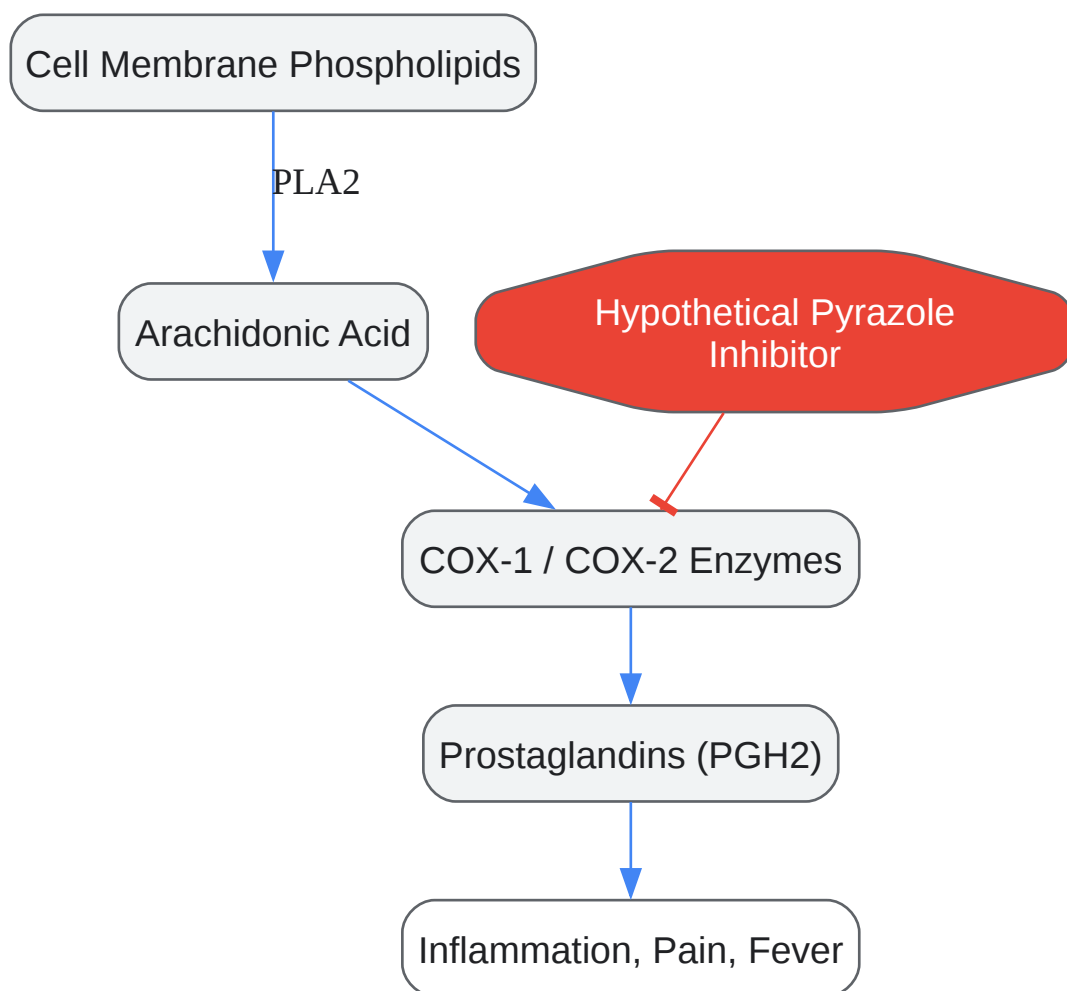 Cell Membrane Phospholipids
PLA2
Arachidonic Acid
Hypothetical Pyrazole
Inhibitor
COX-1 / COX-2 Enzymes
Prostaglandins (PGH2)
Inflammation, Pain, Fever